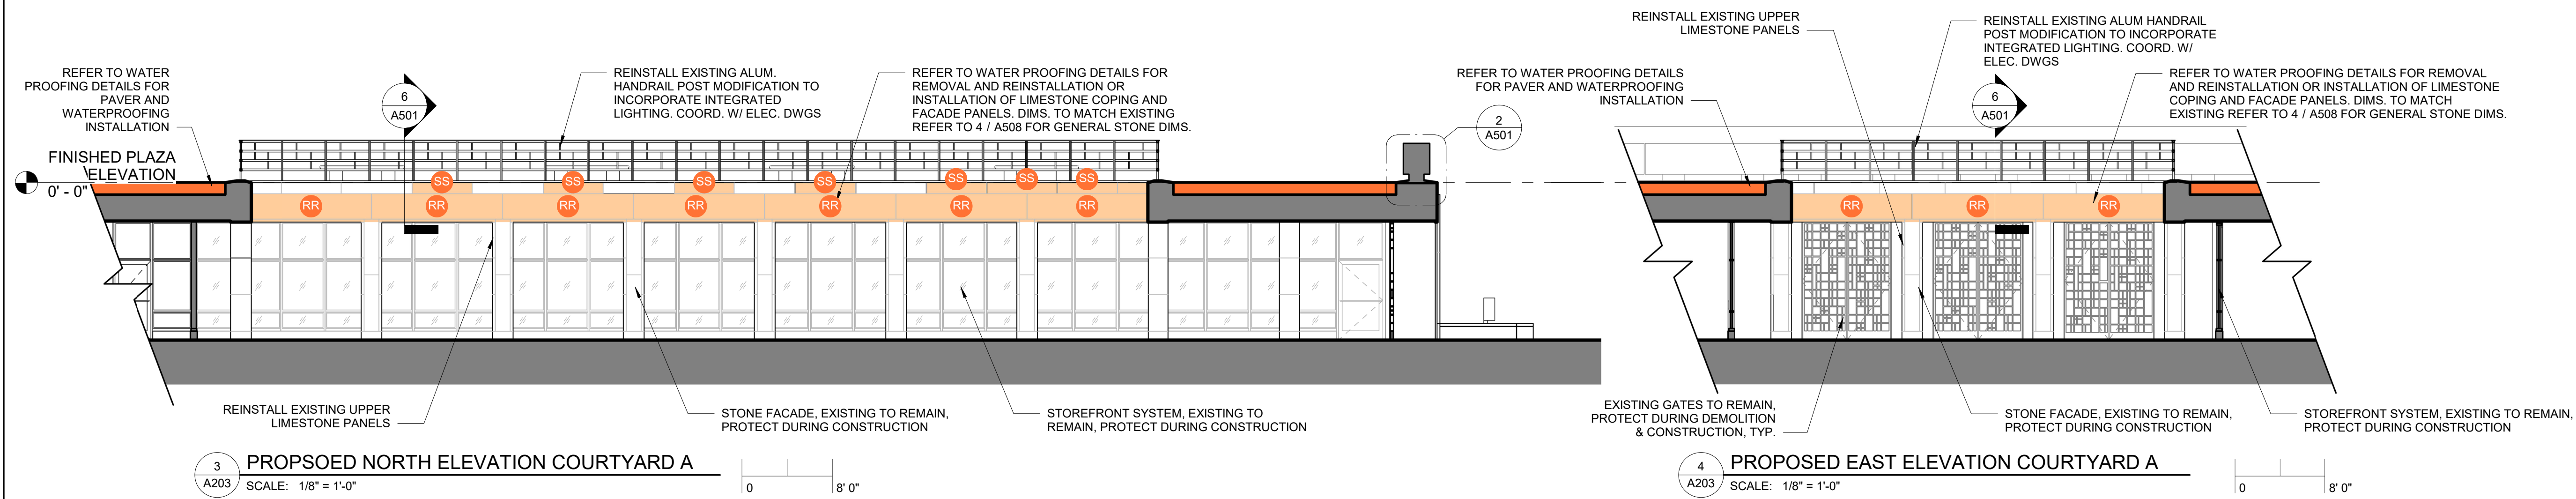 REFER TO WATER
PROOFING DETAILS FOR
PAVER AND
WATERPROOFING
INSTALLATION
FINISHED PLAZA
ELEVATION
0' - 0"
6
A501
REINSTALL EXISTING ALUM.
HANDRAIL POST MODIFICATION TO
INCORPORATE INTEGRATED
LIGHTING. COORD. W/ ELEC. DWGS
REFER TO WATER PROOFING DETAILS FOR
REMOVAL AND REINSTALLATION OR
INSTALLATION OF LIMESTONE COPING AND
FACADE PANELS. DIMS. TO MATCH EXISTING
REFER TO 4 / A508 FOR GENERAL STONE DIMS.
2
A501
SS SS SS SS SS SS SS
RR RR RR RR RR RR RR
REINSTALL EXISTING UPPER
LIMESTONE PANELS
STONE FACADE, EXISTING TO REMAIN,
PROTECT DURING CONSTRUCTION
STOREFRONT SYSTEM, EXISTING TO
REMAIN, PROTECT DURING CONSTRUCTION
3
A203
PROPSOED NORTH ELEVATION COURTYARD A
SCALE: 1/8" = 1'-0"
0 8' 0"
REINSTALL EXISTING UPPER
LIMESTONE PANELS
REFER TO WATER PROOFING DETAILS
FOR PAVER AND WATERPROOFING
INSTALLATION
REINSTALL EXISTING ALUM HANDRAIL
POST MODIFICATION TO INCORPORATE
INTEGRATED LIGHTING. COORD. W/
ELEC. DWGS
6
A501
REFER TO WATER PROOFING DETAILS FOR REMOVAL
AND REINSTALLATION OR INSTALLATION OF LIMESTONE
COPING AND FACADE PANELS. DIMS. TO MATCH
EXISTING REFER TO 4 / A508 FOR GENERAL STONE DIMS.
RR RR RR
EXISTING GATES TO REMAIN,
PROTECT DURING DEMOLITION
& CONSTRUCTION, TYP.
STONE FACADE, EXISTING TO REMAIN,
PROTECT DURING CONSTRUCTION
STOREFRONT SYSTEM, EXISTING TO REMAIN,
PROTECT DURING CONSTRUCTION
4
A203
PROPOSED EAST ELEVATION COURTYARD A
SCALE: 1/8" = 1'-0"
0 8' 0"